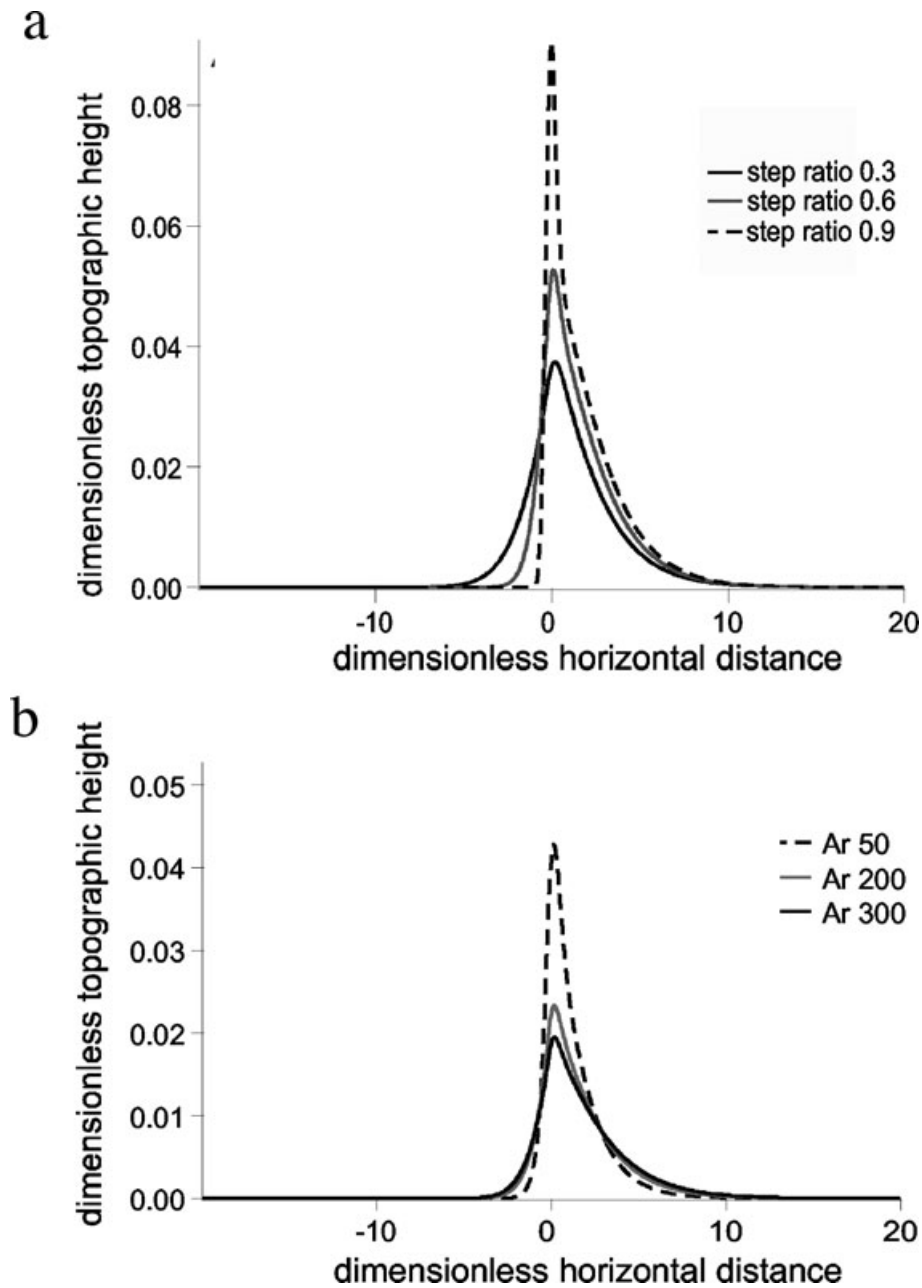 a
dimensionless topographic height
0.08
0.06
0.04
0.02
0.00
step ratio 0.3
step ratio 0.6
step ratio 0.9
-10
0
10
20
dimensionless horizontal distance
b
dimensionless topographic height
0.05
0.04
0.03
0.02
0.01
0.00
Ar 50
Ar 200
Ar 300
-10
0
10
20
dimensionless horizontal distance